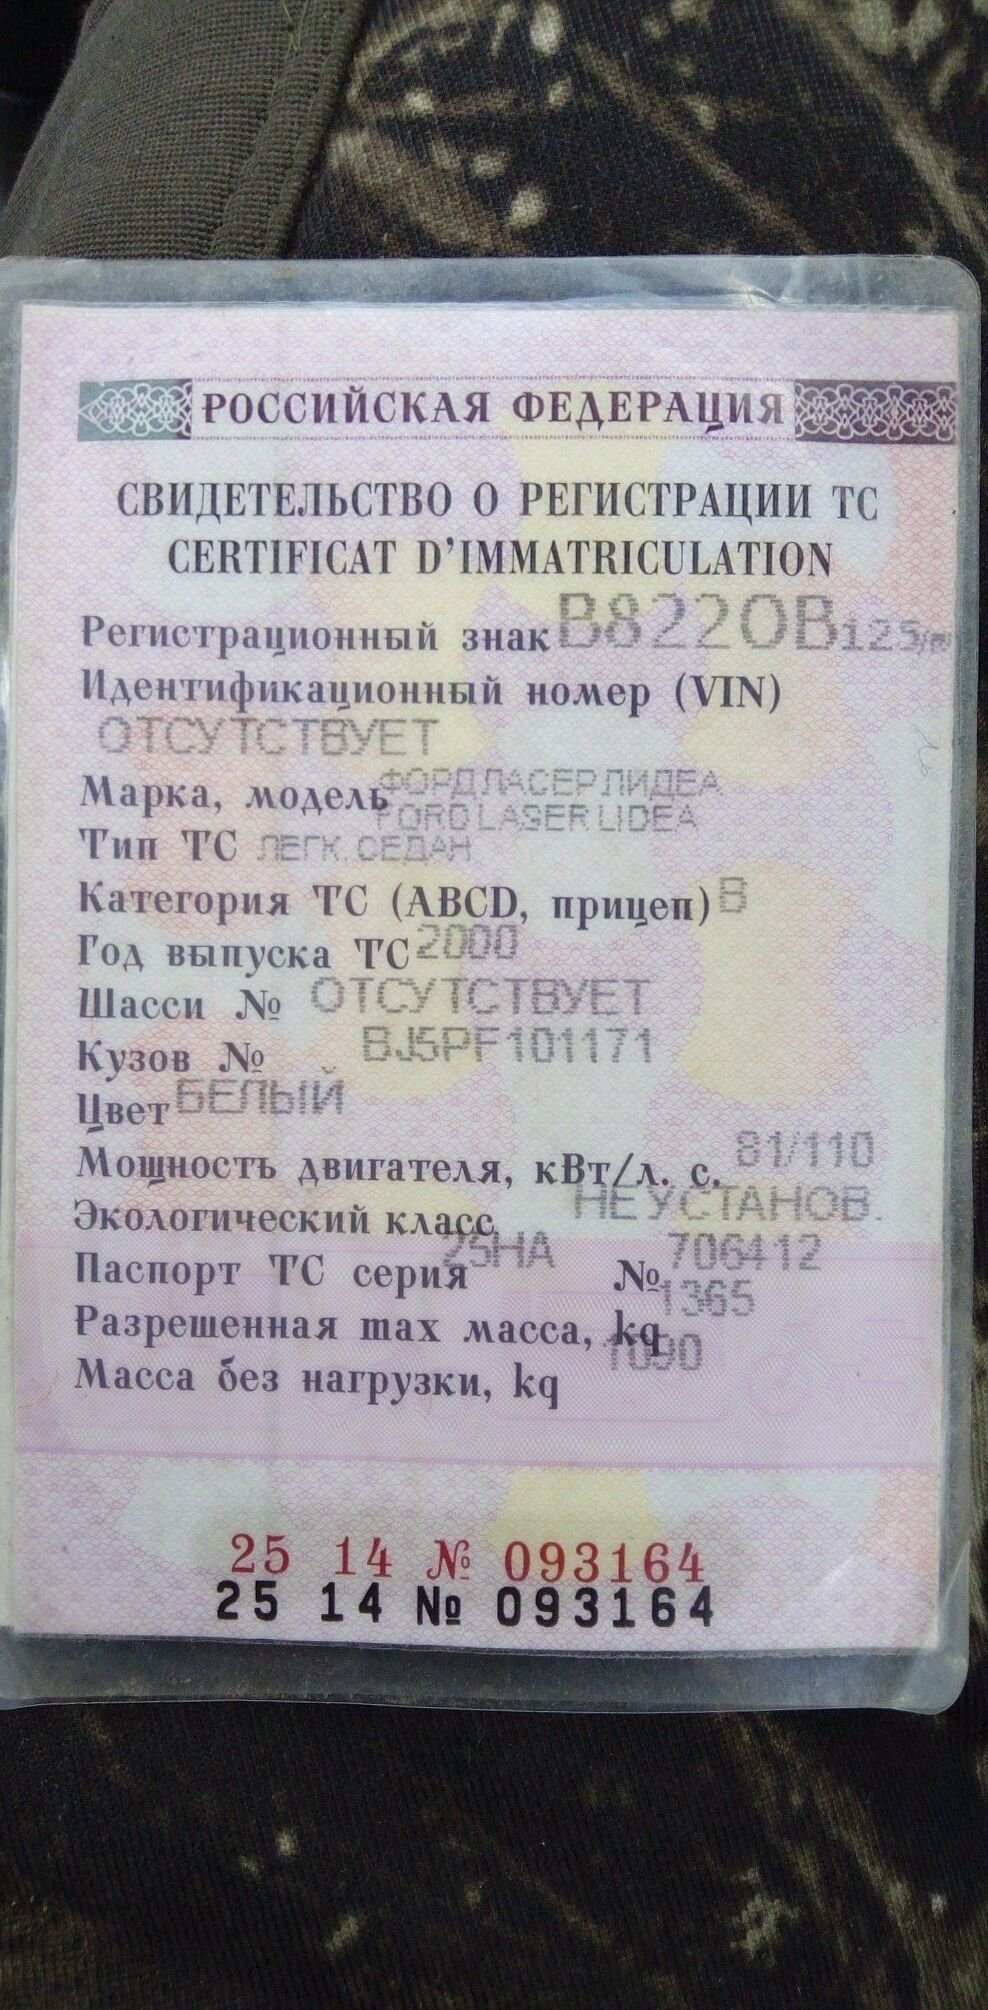 РОССИЙСКАЯ ФЕДЕРАЦИЯ
СВИДЕТЕЛЬСТВО О РЕГИСТРАЦИИ ТС
CERTIFICAT D'IMMATRICULATION
Регистрационный знак В822ОВ125/
Идентификационный номер (VIN)
ОТСУТСТВУЕТ
Марка, модель ФОРД ЛАСЕР ЛИДЕА
FORD LASER LIDEA
Тип ТС ЛЕГК. СЕДАН
Категория ТС (ABCD, прицеп) В
Год выпуска ТС 2000
Шасси № ОТСУТСТВУЕТ
Кузов № BJ5PF101171
Цвет БЕЛЫЙ
Мощность двигателя, кВт/л. с. 81/110
Экологический класс НЕ УСТАНОВ.
Паспорт ТС серия 25НА № 706412
Разрешенная max масса, kg 1365
Масса без нагрузки, kg 1090
25 14 № 093164
25 14 № 093164